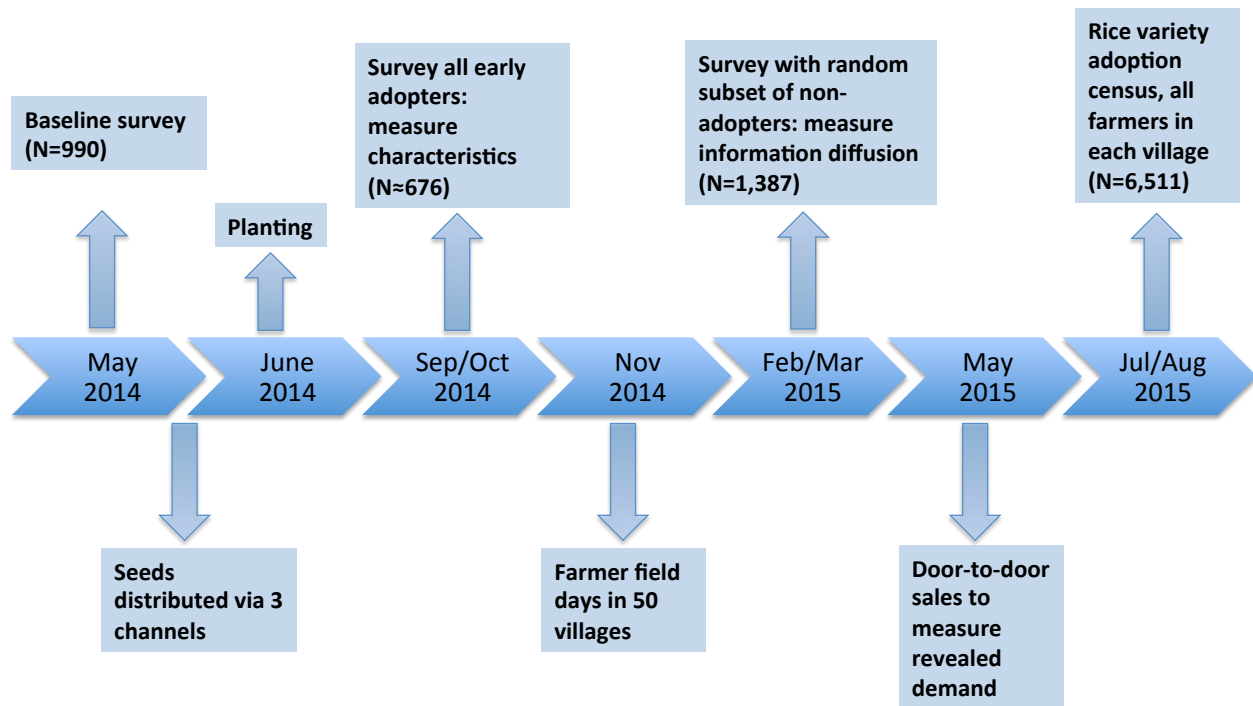 Baseline survey
(N=990)
Planting
Survey all early
adopters:
measure
characteristics
(N≈676)
Survey with random
subset of non-
adopters: measure
information diffusion
(N=1,387)
Rice variety
adoption
census, all
farmers in
each village
(N=6,511)
May
2014
June
2014
Sep/Oct
2014
Nov
2014
Feb/Mar
2015
May
2015
Jul/Aug
2015
Seeds
distributed via 3
channels
Farmer field
days in 50
villages
Door-to-door
sales to
measure
revealed
demand